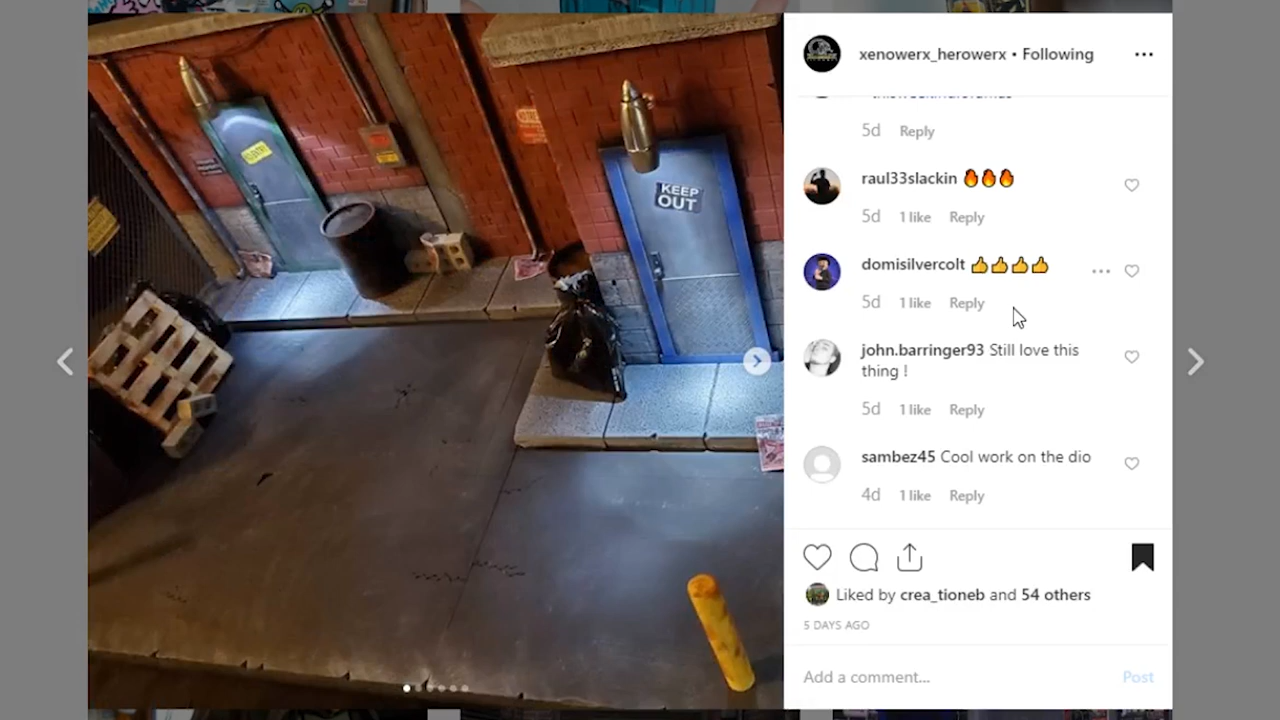 xenowerx_herowerx • Following
5d Reply
raul33slackin 🔥🔥🔥
5d 1 like Reply
domisilvercolt 👍👍👍👍
5d 1 like Reply
john.barringer93 Still love this
thing !
5d 1 like Reply
sambez45 Cool work on the dio
4d 1 like Reply
Liked by crea_tioneb and 54 others
5 DAYS AGO
Add a comment... Post
KEEP
OUT